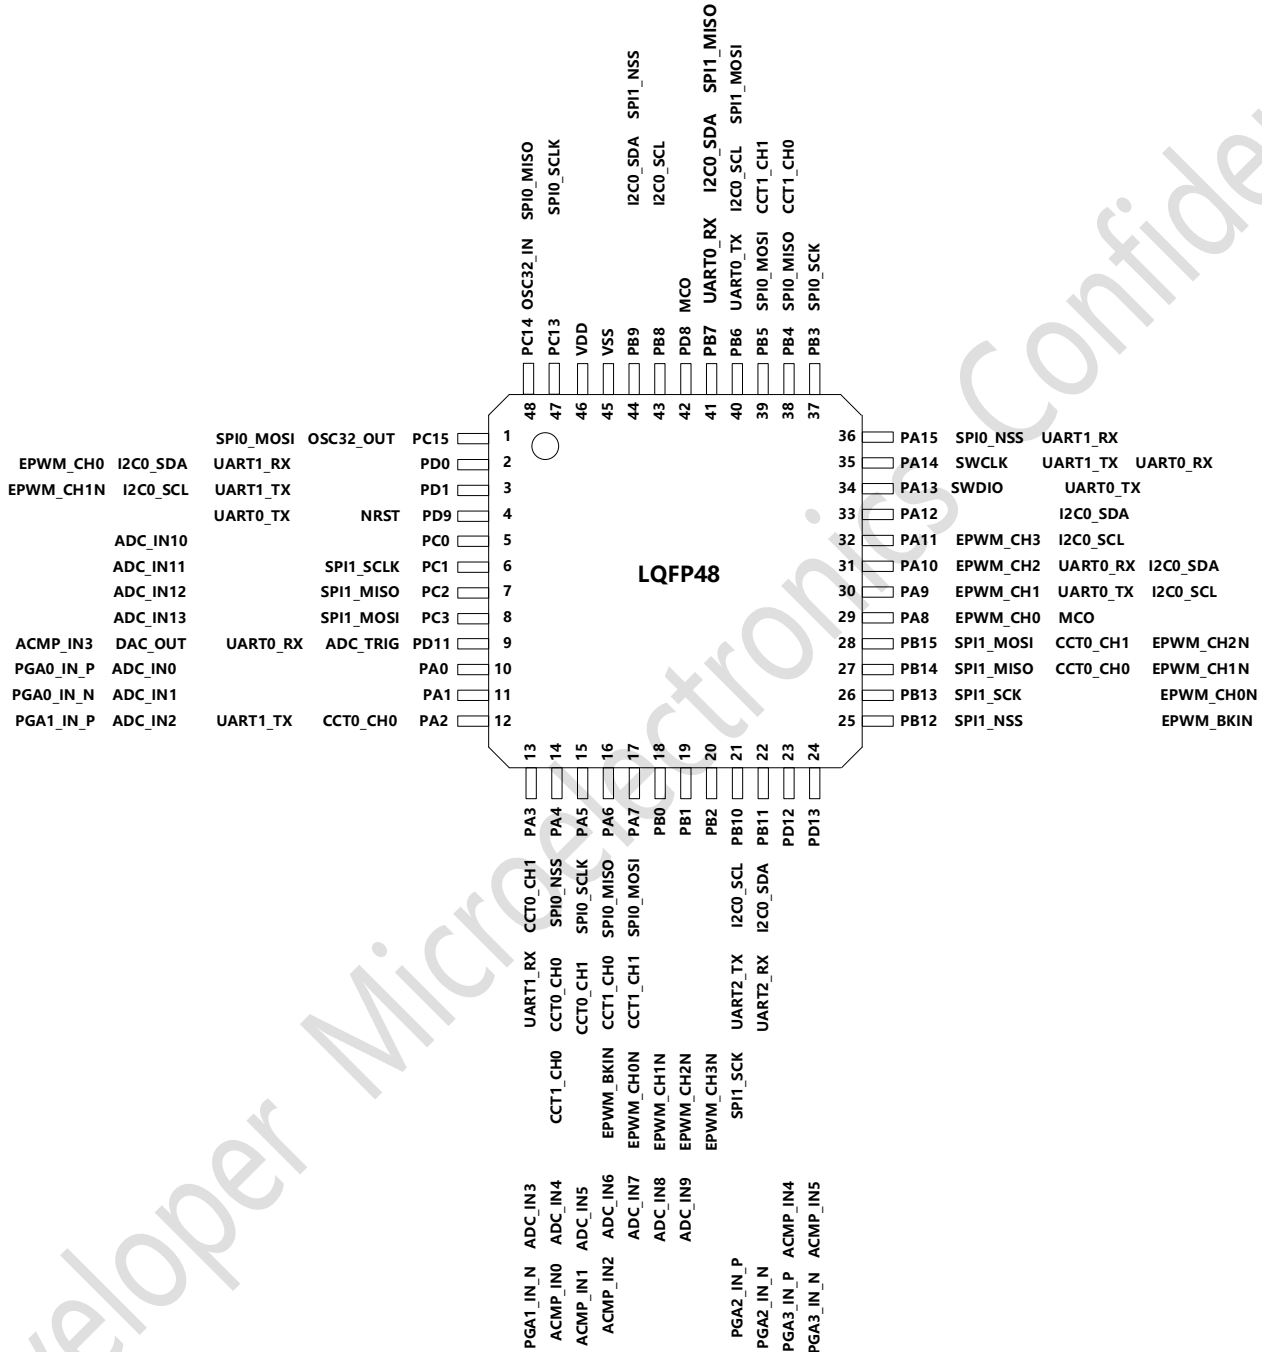 SPI0_MISO
SPI0_SCLK
I2C0_SDA SPI1_NSS
I2C0_SCL
UART0_RX I2C0_SDA SPI1_MISO
UART0_TX I2C0_SCL SPI1_MOSI
SPI0_MOSI CCT1_CH1
SPI0_MISO CCT1_CH0
SPI0_SCK
OSC32_IN
MCO
PC14 PC13 VDD VSS PB9 PB8 PD8 PB7 PB6 PB5 PB4 PB3
48 47 46 45 44 43 42 41 40 39 38 37
SPI0_MOSI OSC32_OUT PC15 1
EPWM_CH0 I2C0_SDA UART1_RX PD0 2
EPWM_CH1N I2C0_SCL UART1_TX PD1 3
UART0_TX NRST PD9 4
ADC_IN10 PC0 5
ADC_IN11 SPI1_SCLK PC1 6
ADC_IN12 SPI1_MISO PC2 7
ADC_IN13 SPI1_MOSI PC3 8
ACMP_IN3 DAC_OUT UART0_RX ADC_TRIG PD11 9
PGA0_IN_P ADC_IN0 PA0 10
PGA0_IN_N ADC_IN1 PA1 11
PGA1_IN_P ADC_IN2 UART1_TX CCT0_CH0 PA2 12
LQFP48
36 PA15 SPI0_NSS UART1_RX
35 PA14 SWCLK UART1_TX UART0_RX
34 PA13 SWDIO UART0_TX
33 PA12 I2C0_SDA
32 PA11 EPWM_CH3 I2C0_SCL
31 PA10 EPWM_CH2 UART0_RX I2C0_SDA
30 PA9 EPWM_CH1 UART0_TX I2C0_SCL
29 PA8 EPWM_CH0 MCO
28 PB15 SPI1_MOSI CCT0_CH1 EPWM_CH2N
27 PB14 SPI1_MISO CCT0_CH0 EPWM_CH1N
26 PB13 SPI1_SCK EPWM_CH0N
25 PB12 SPI1_NSS EPWM_BKIN
13 14 15 16 17 18 19 20 21 22 23 24
PA3 PA4 PA5 PA6 PA7 PB0 PB1 PB2 PB10 PB11 PD12 PD13
PGA1_IN_N ADC_IN3 UART1_RX CCT0_CH1
ACMP_IN0 ADC_IN4 CCT1_CH0 CCT0_CH0 SPI0_NSS
ACMP_IN1 ADC_IN5 CCT0_CH1 SPI0_SCLK
ACMP_IN2 ADC_IN6 EPWM_BKIN CCT1_CH0 SPI0_MISO
ADC_IN7 EPWM_CH0N CCT1_CH1 SPI0_MOSI
ADC_IN8 EPWM_CH1N
ADC_IN9 EPWM_CH2N
EPWM_CH3N
PGA2_IN_P SPI1_SCK UART2_TX I2C0_SCL
PGA2_IN_N UART2_RX I2C0_SDA
PGA3_IN_P ACMP_IN4
PGA3_IN_N ACMP_IN5
Microelectronics